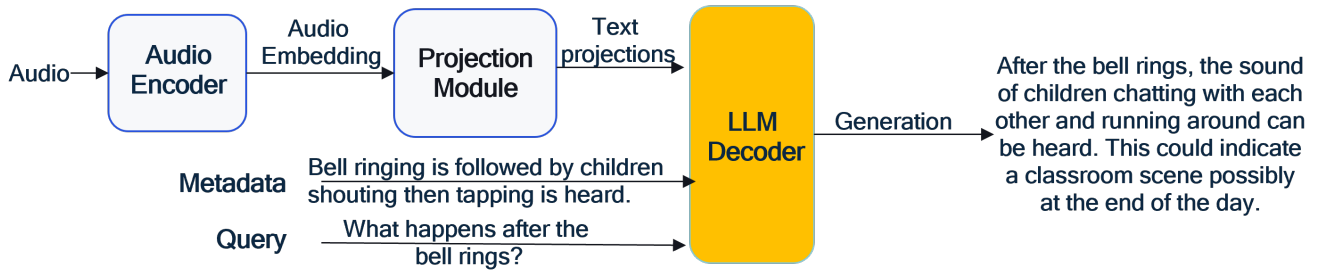 Audio
Audio
Encoder
Audio
Embedding
Projection
Module
Text
projections
LLM
Decoder
Generation
After the bell rings, the sound
of children chatting with each
other and running around can
be heard. This could indicate
a classroom scene possibly
at the end of the day.
Metadata
Bell ringing is followed by children
shouting then tapping is heard.
Query
What happens after the
bell rings?